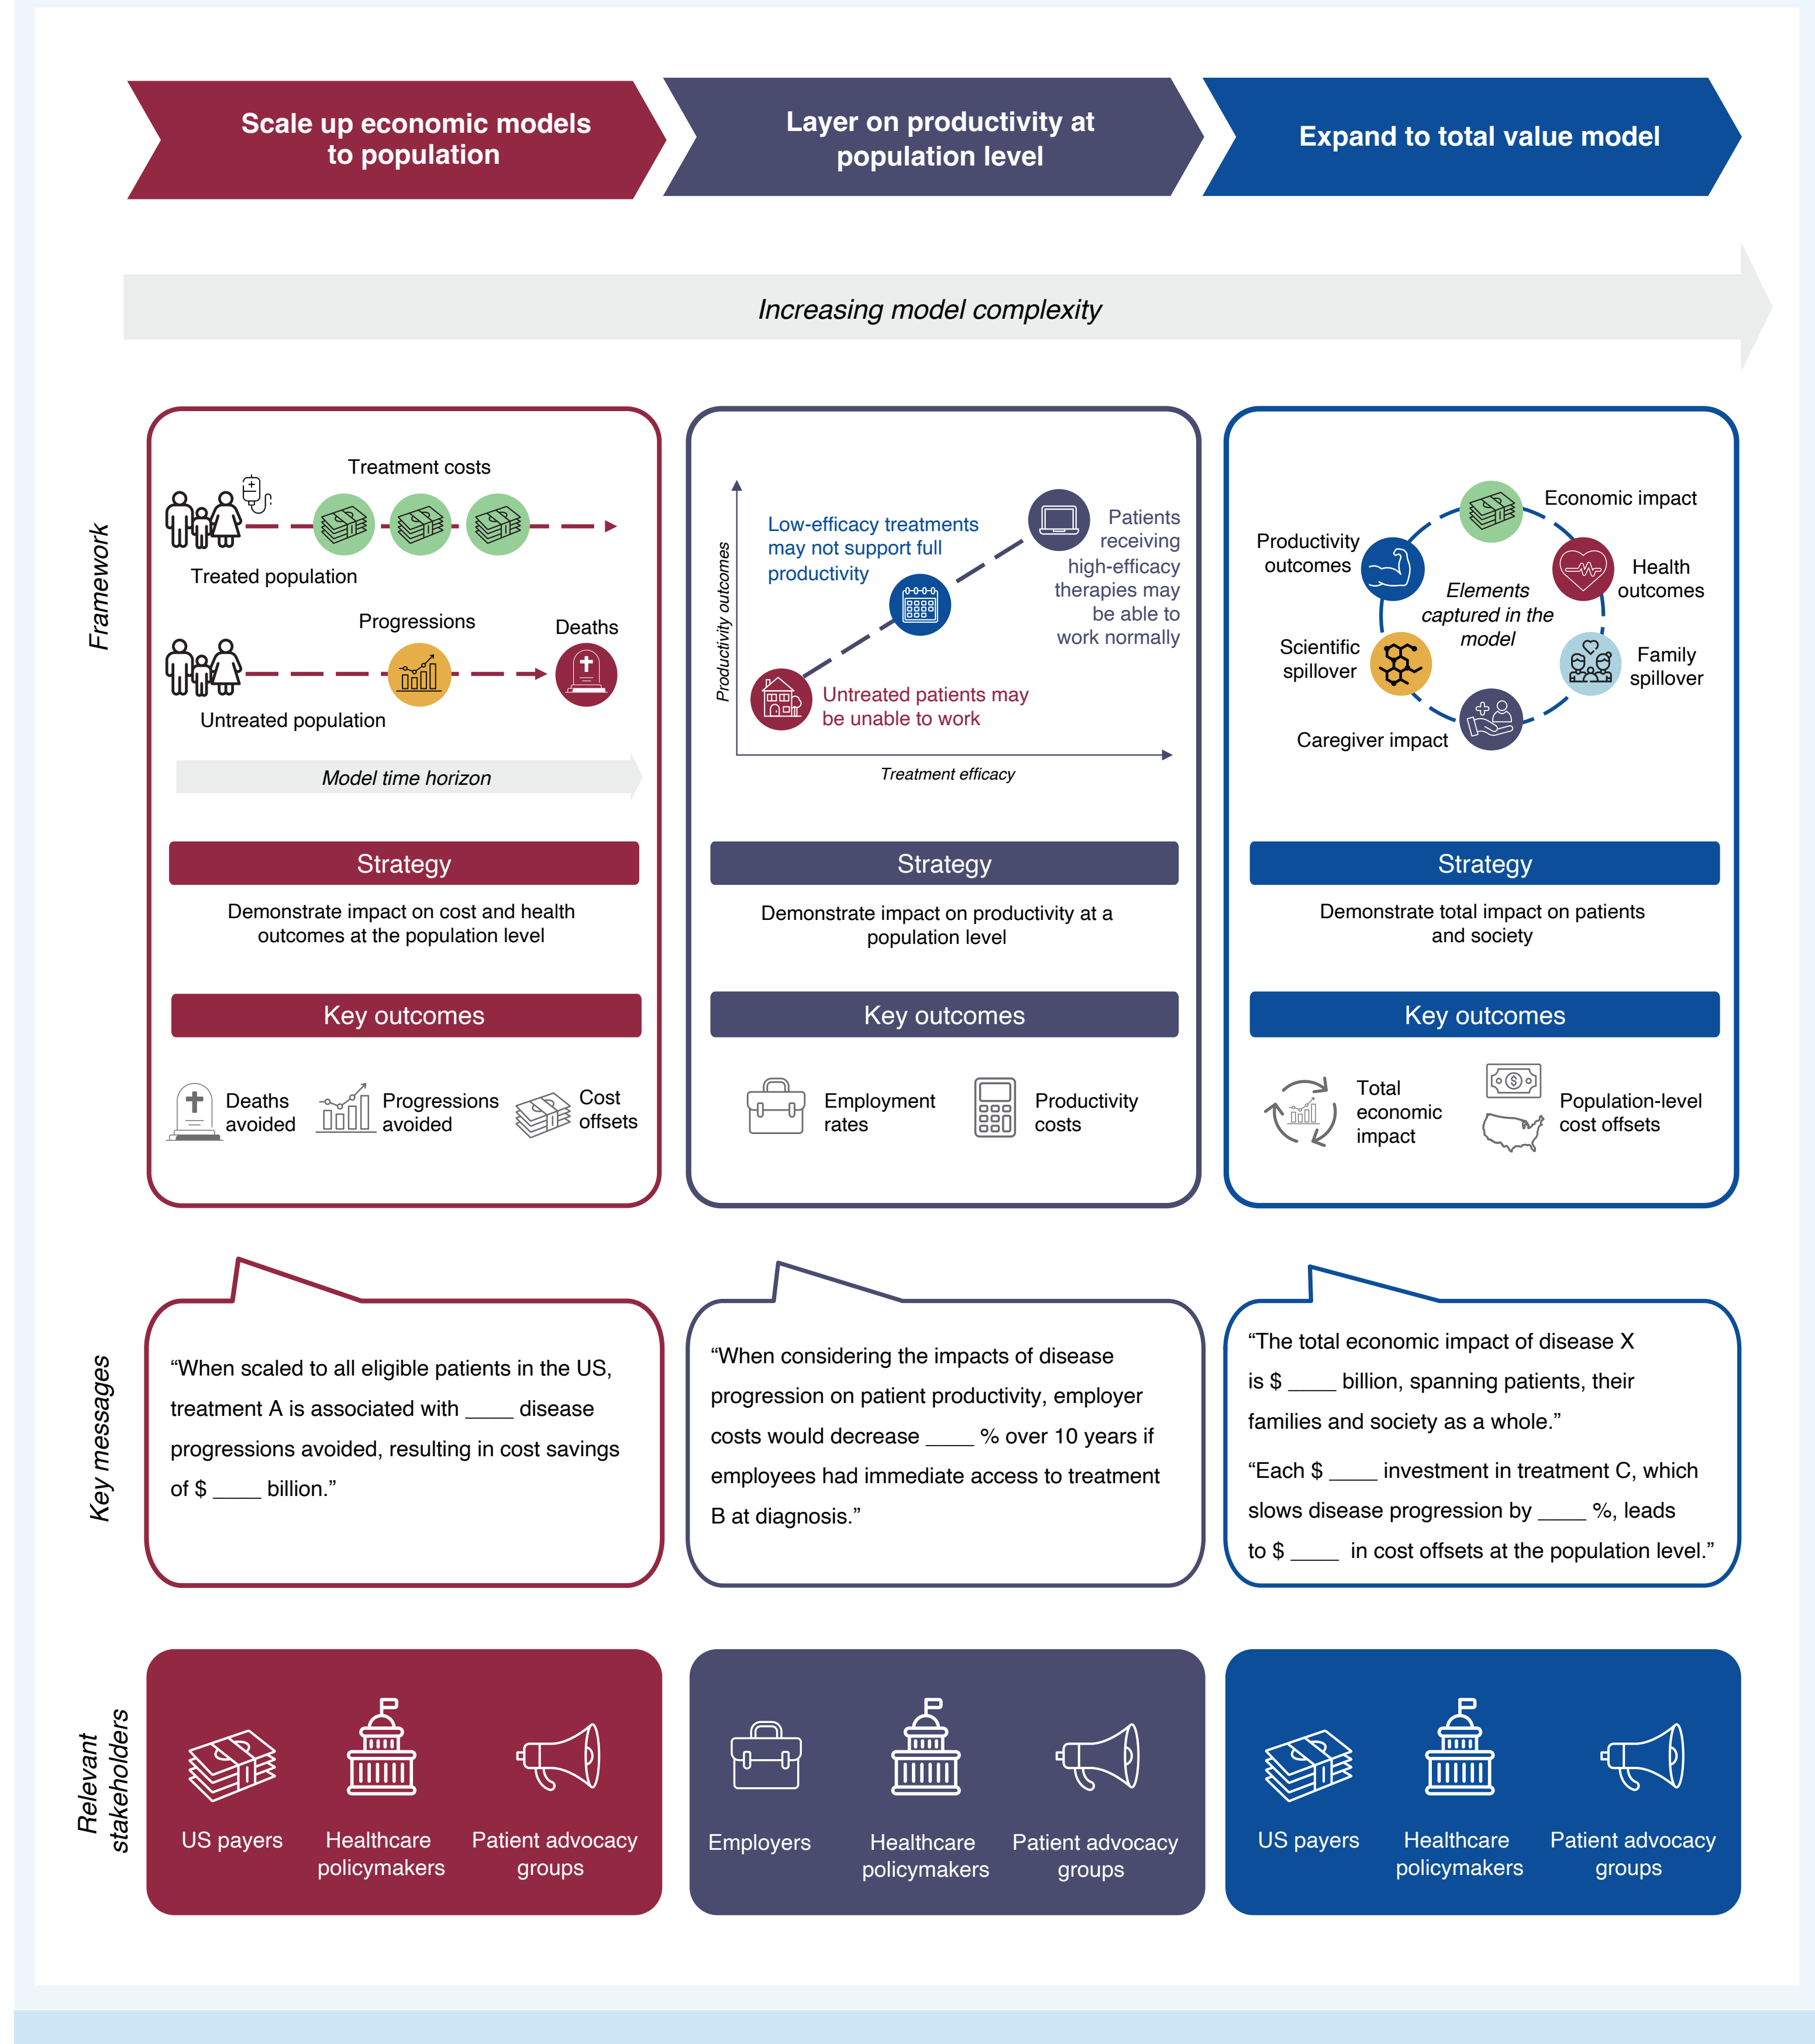 Scale up economic models
to population
Layer on productivity at
population level
Expand to total value model
Increasing model complexity
Framework
Treatment costs
Treated population
Progressions
Deaths
Untreated population
Model time horizon
Strategy
Demonstrate impact on cost and health
outcomes at the population level
Key outcomes
Deaths
avoided
Progressions
avoided
Cost
offsets
Productivity outcomes
Low-efficacy treatments
may not support full
productivity
Patients
receiving
high-efficacy
therapies may
be able to
work normally
Untreated patients may
be unable to work
Treatment efficacy
Strategy
Demonstrate impact on productivity at a
population level
Key outcomes
Employment
rates
Productivity
costs
Economic impact
Productivity
outcomes
Health
outcomes
Elements
captured in the
model
Scientific
spillover
Family
spillover
Caregiver impact
Strategy
Demonstrate total impact on patients
and society
Key outcomes
Total
economic
impact
Population-level
cost offsets
Key messages
“When scaled to all eligible patients in the US,
treatment A is associated with ____ disease
progressions avoided, resulting in cost savings
of $ ____ billion.”
“When considering the impacts of disease
progression on patient productivity, employer
costs would decrease ____ % over 10 years if
employees had immediate access to treatment
B at diagnosis.”
“The total economic impact of disease X
is $ ____ billion, spanning patients, their
families and society as a whole.”
“Each $ ____ investment in treatment C, which
slows disease progression by ____ %, leads
to $ ____ in cost offsets at the population level.”
Relevant
stakeholders
US payers
Healthcare
policymakers
Patient advocacy
groups
Employers
Healthcare
policymakers
Patient advocacy
groups
US payers
Healthcare
policymakers
Patient advocacy
groups